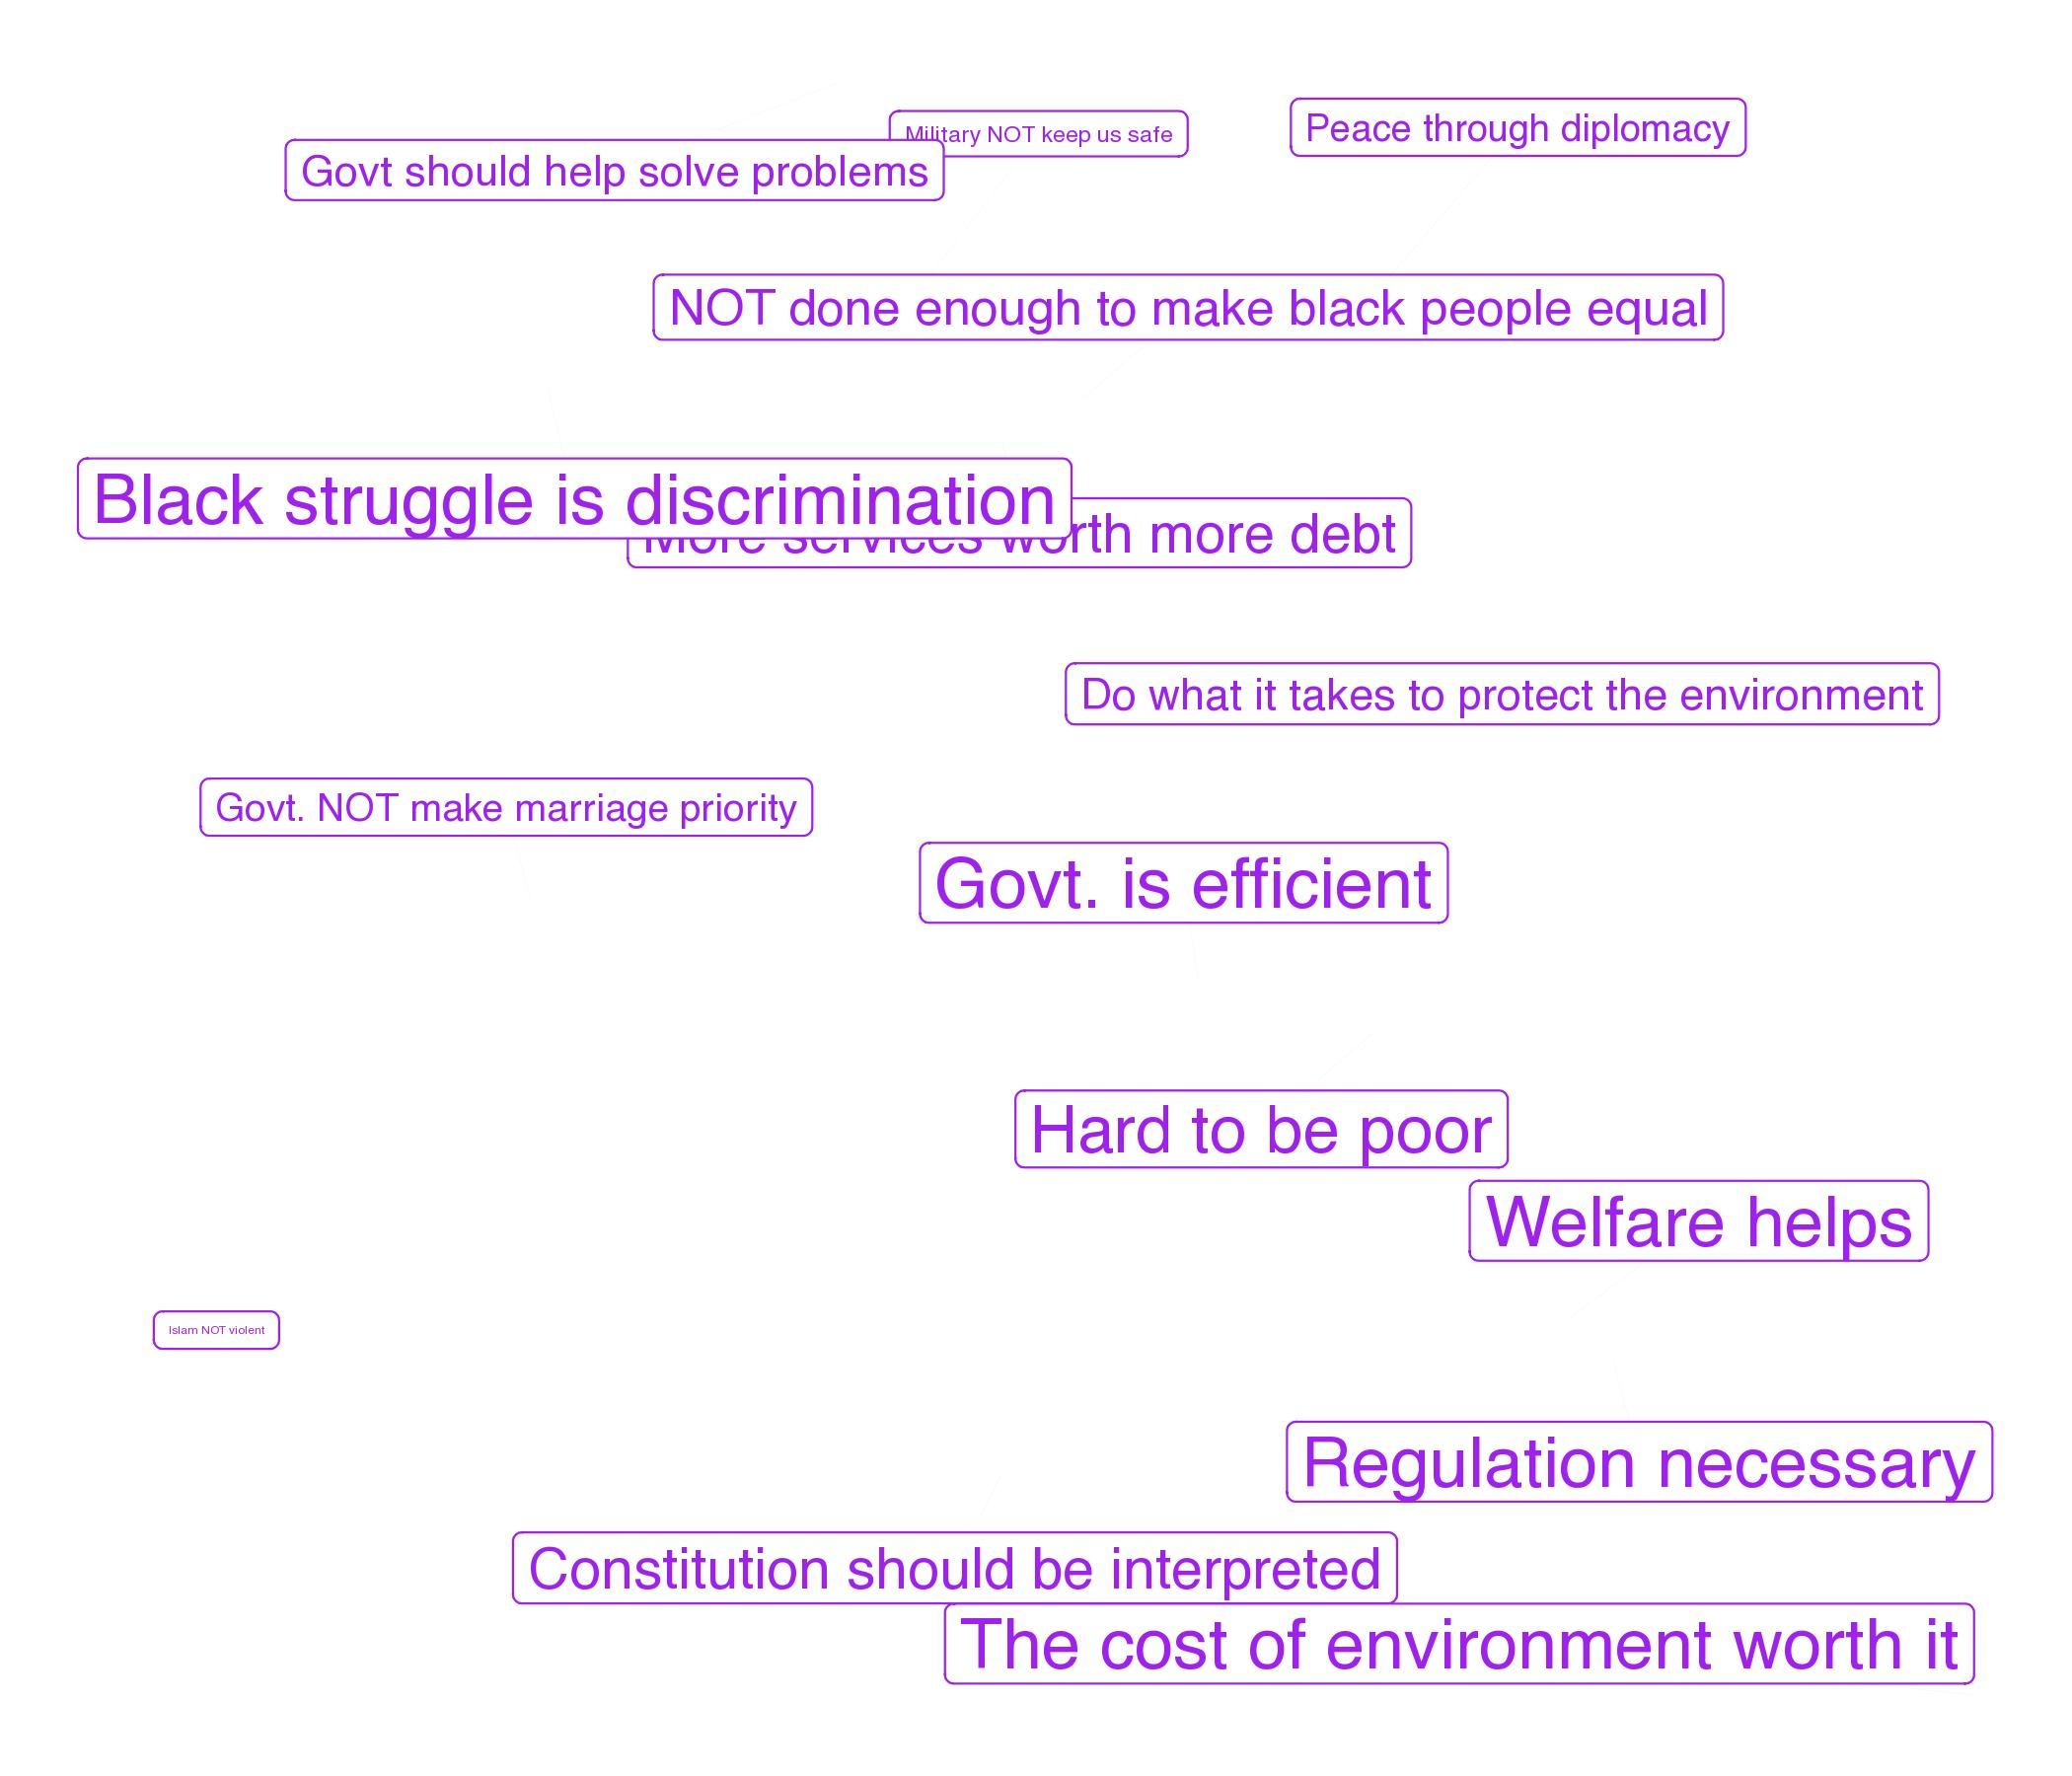 Military NOT keep us safe
Peace through diplomacy
Govt should help solve problems
NOT done enough to make black people equal
Black struggle is discrimination
More services worth more debt
Do what it takes to protect the environment
Govt. NOT make marriage priority
Govt. is efficient
Hard to be poor
Welfare helps
Islam NOT violent
Regulation necessary
Constitution should be interpreted
The cost of environment worth it